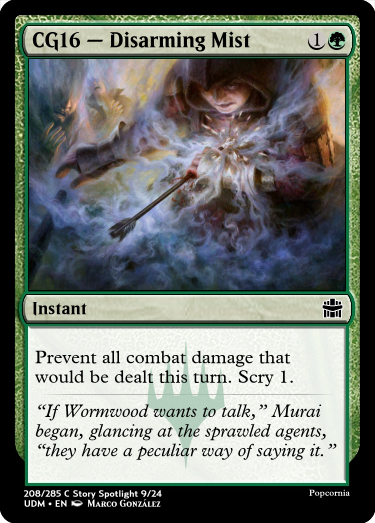 CG16 — Disarming Mist 1
Instant
Prevent all combat damage that
would be dealt this turn. Scry 1.
“If Wormwood wants to talk,” Murai
began, glancing at the sprawled agents,
“they have a peculiar way of saying it.”
208/285 C Story Spotlight 9/24 Popcornia
UDM • EN Marco González